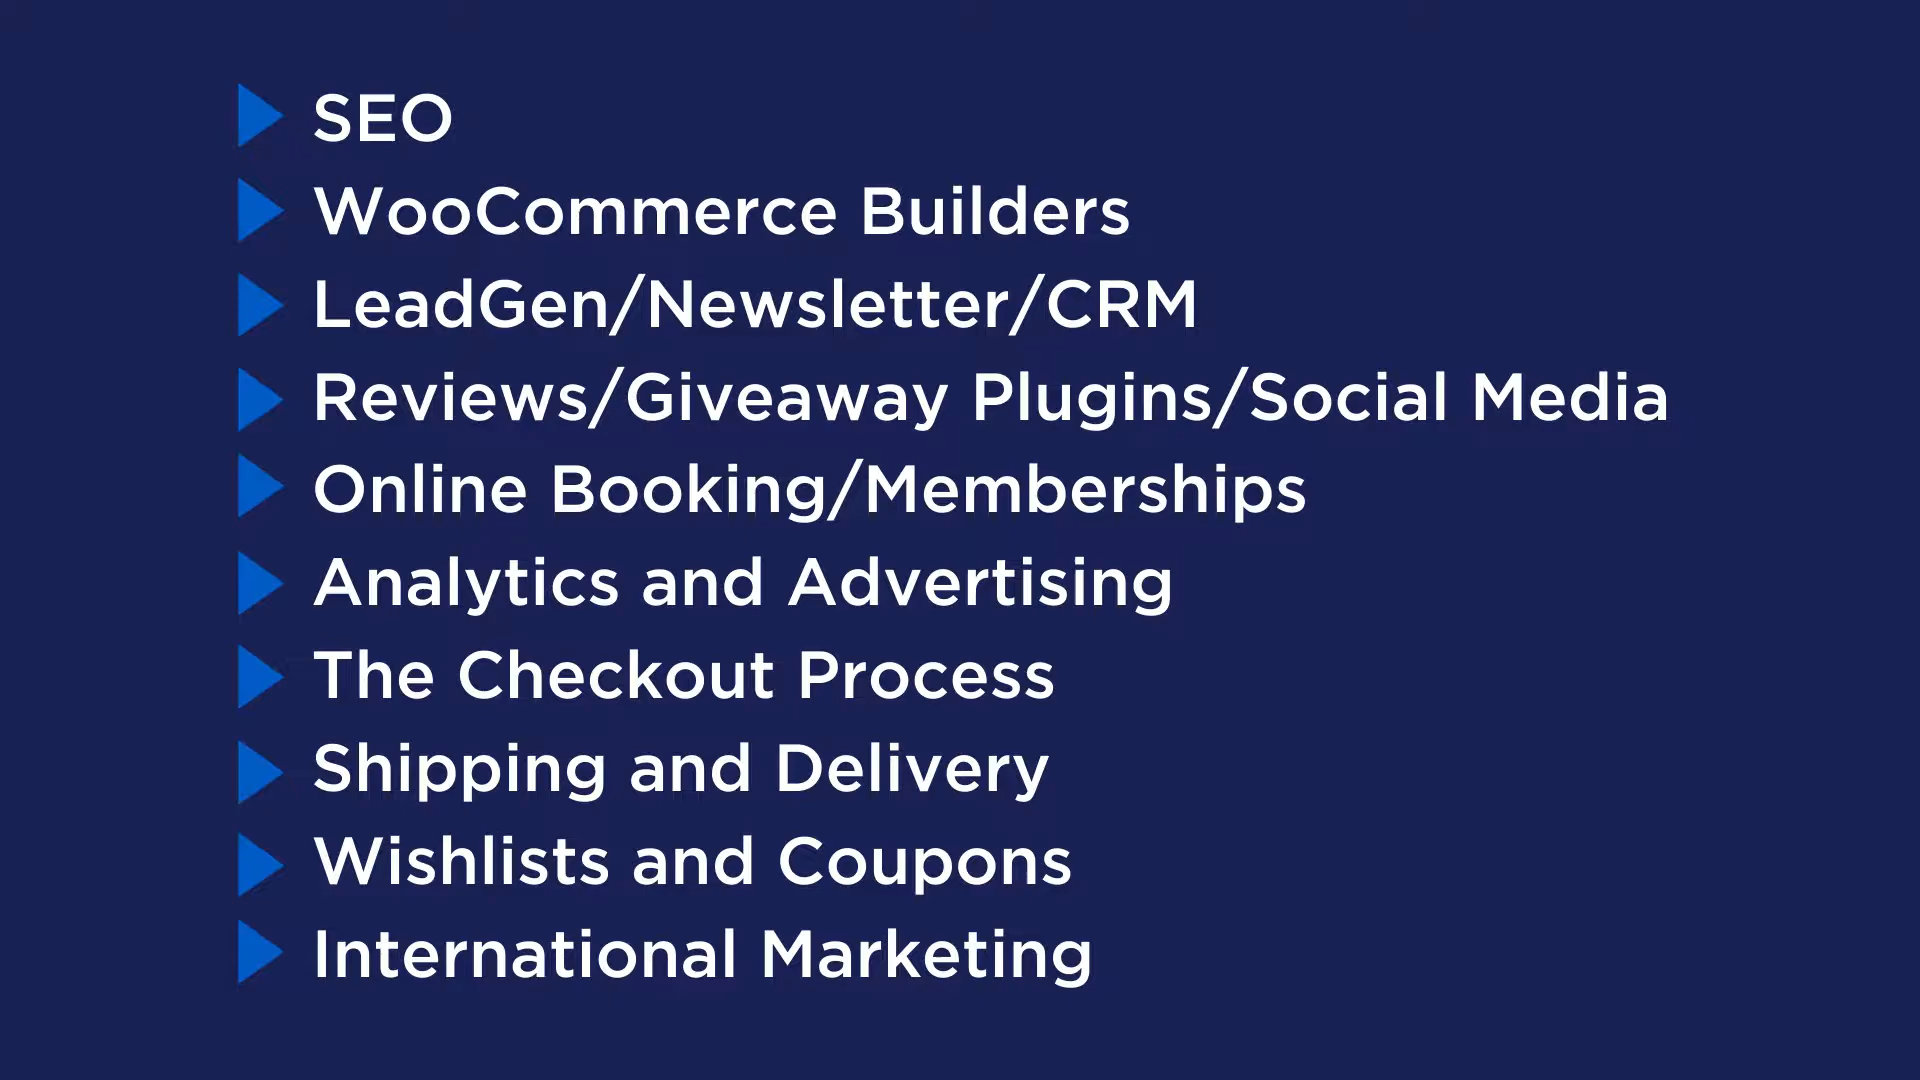 SEO
WooCommerce Builders
LeadGen/Newsletter/CRM
Reviews/Giveaway Plugins/Social Media
Online Booking/Memberships
Analytics and Advertising
The Checkout Process
Shipping and Delivery
Wishlists and Coupons
International Marketing